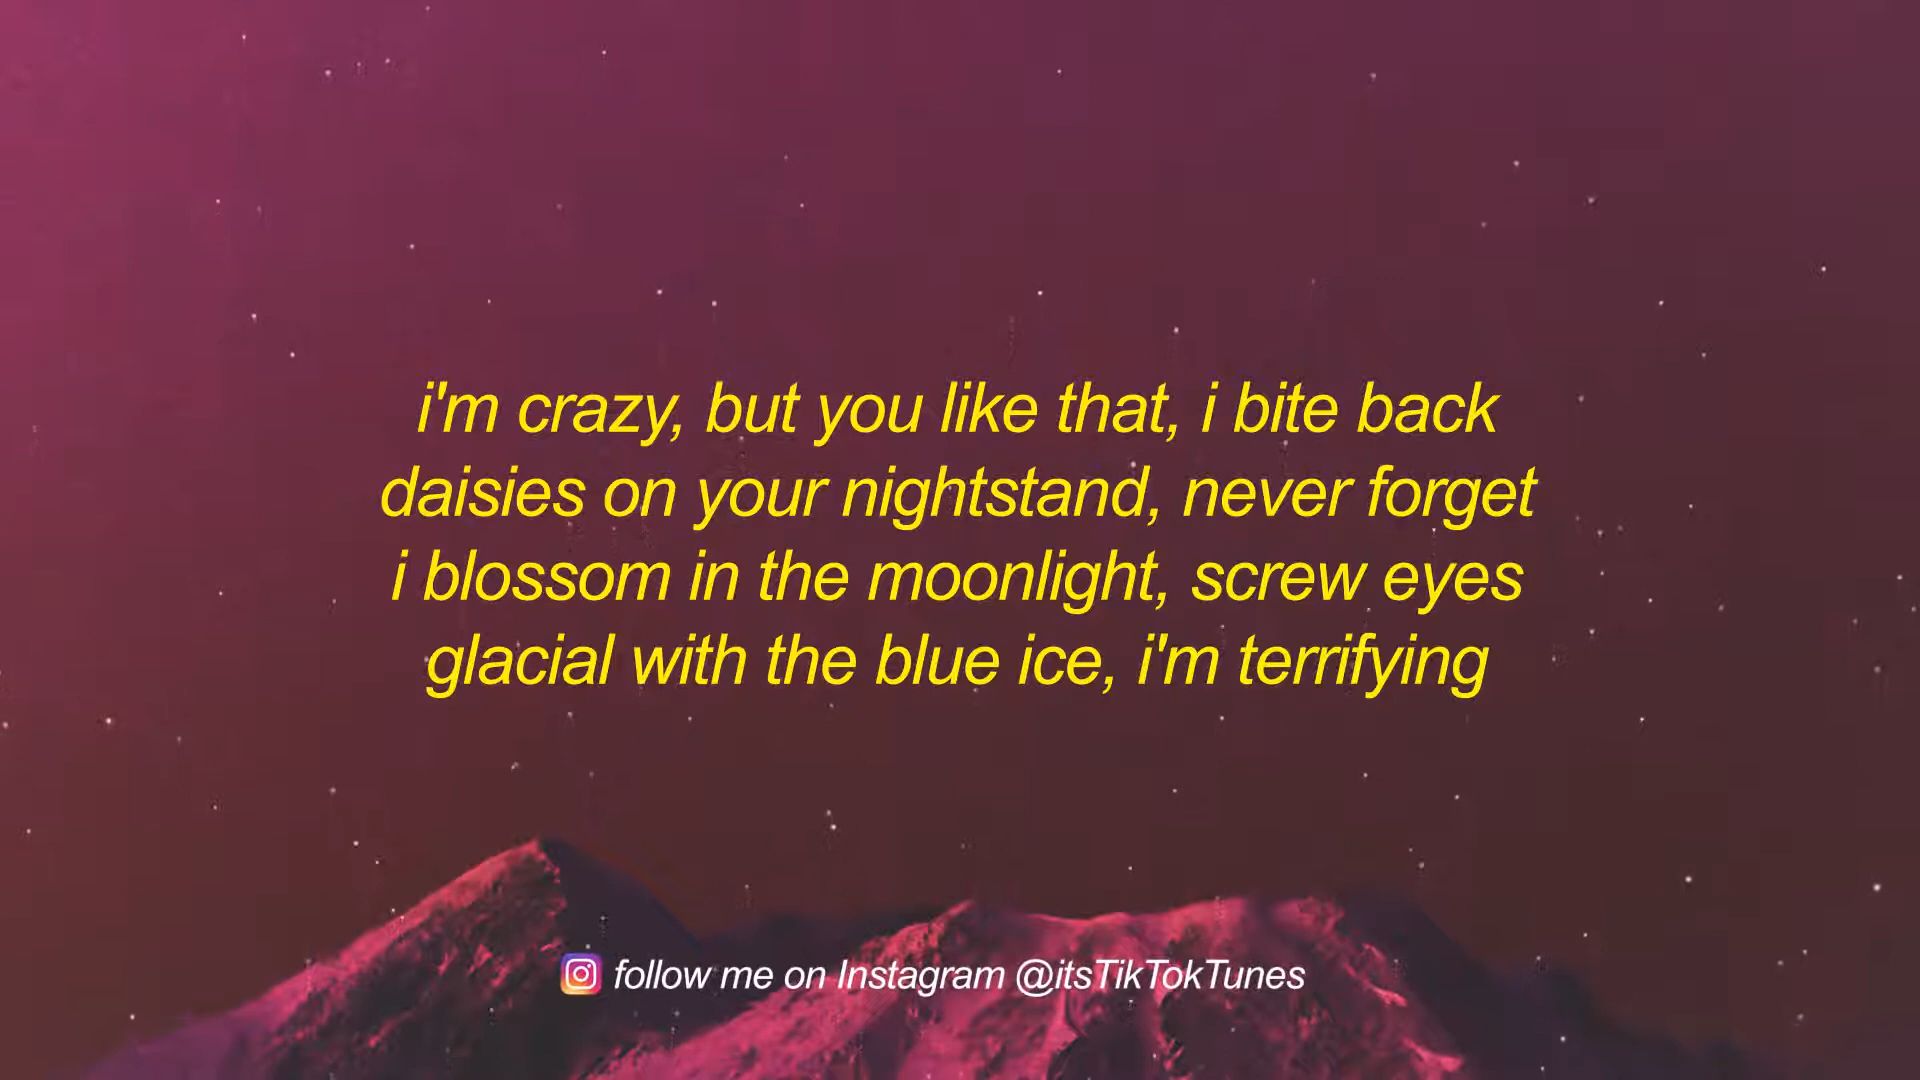 i'm crazy, but you like that, i bite back
daisies on your nightstand, never forget
i blossom in the moonlight, screw eyes
glacial with the blue ice, i'm terrifying
follow me on Instagram @itsTikTokTunes